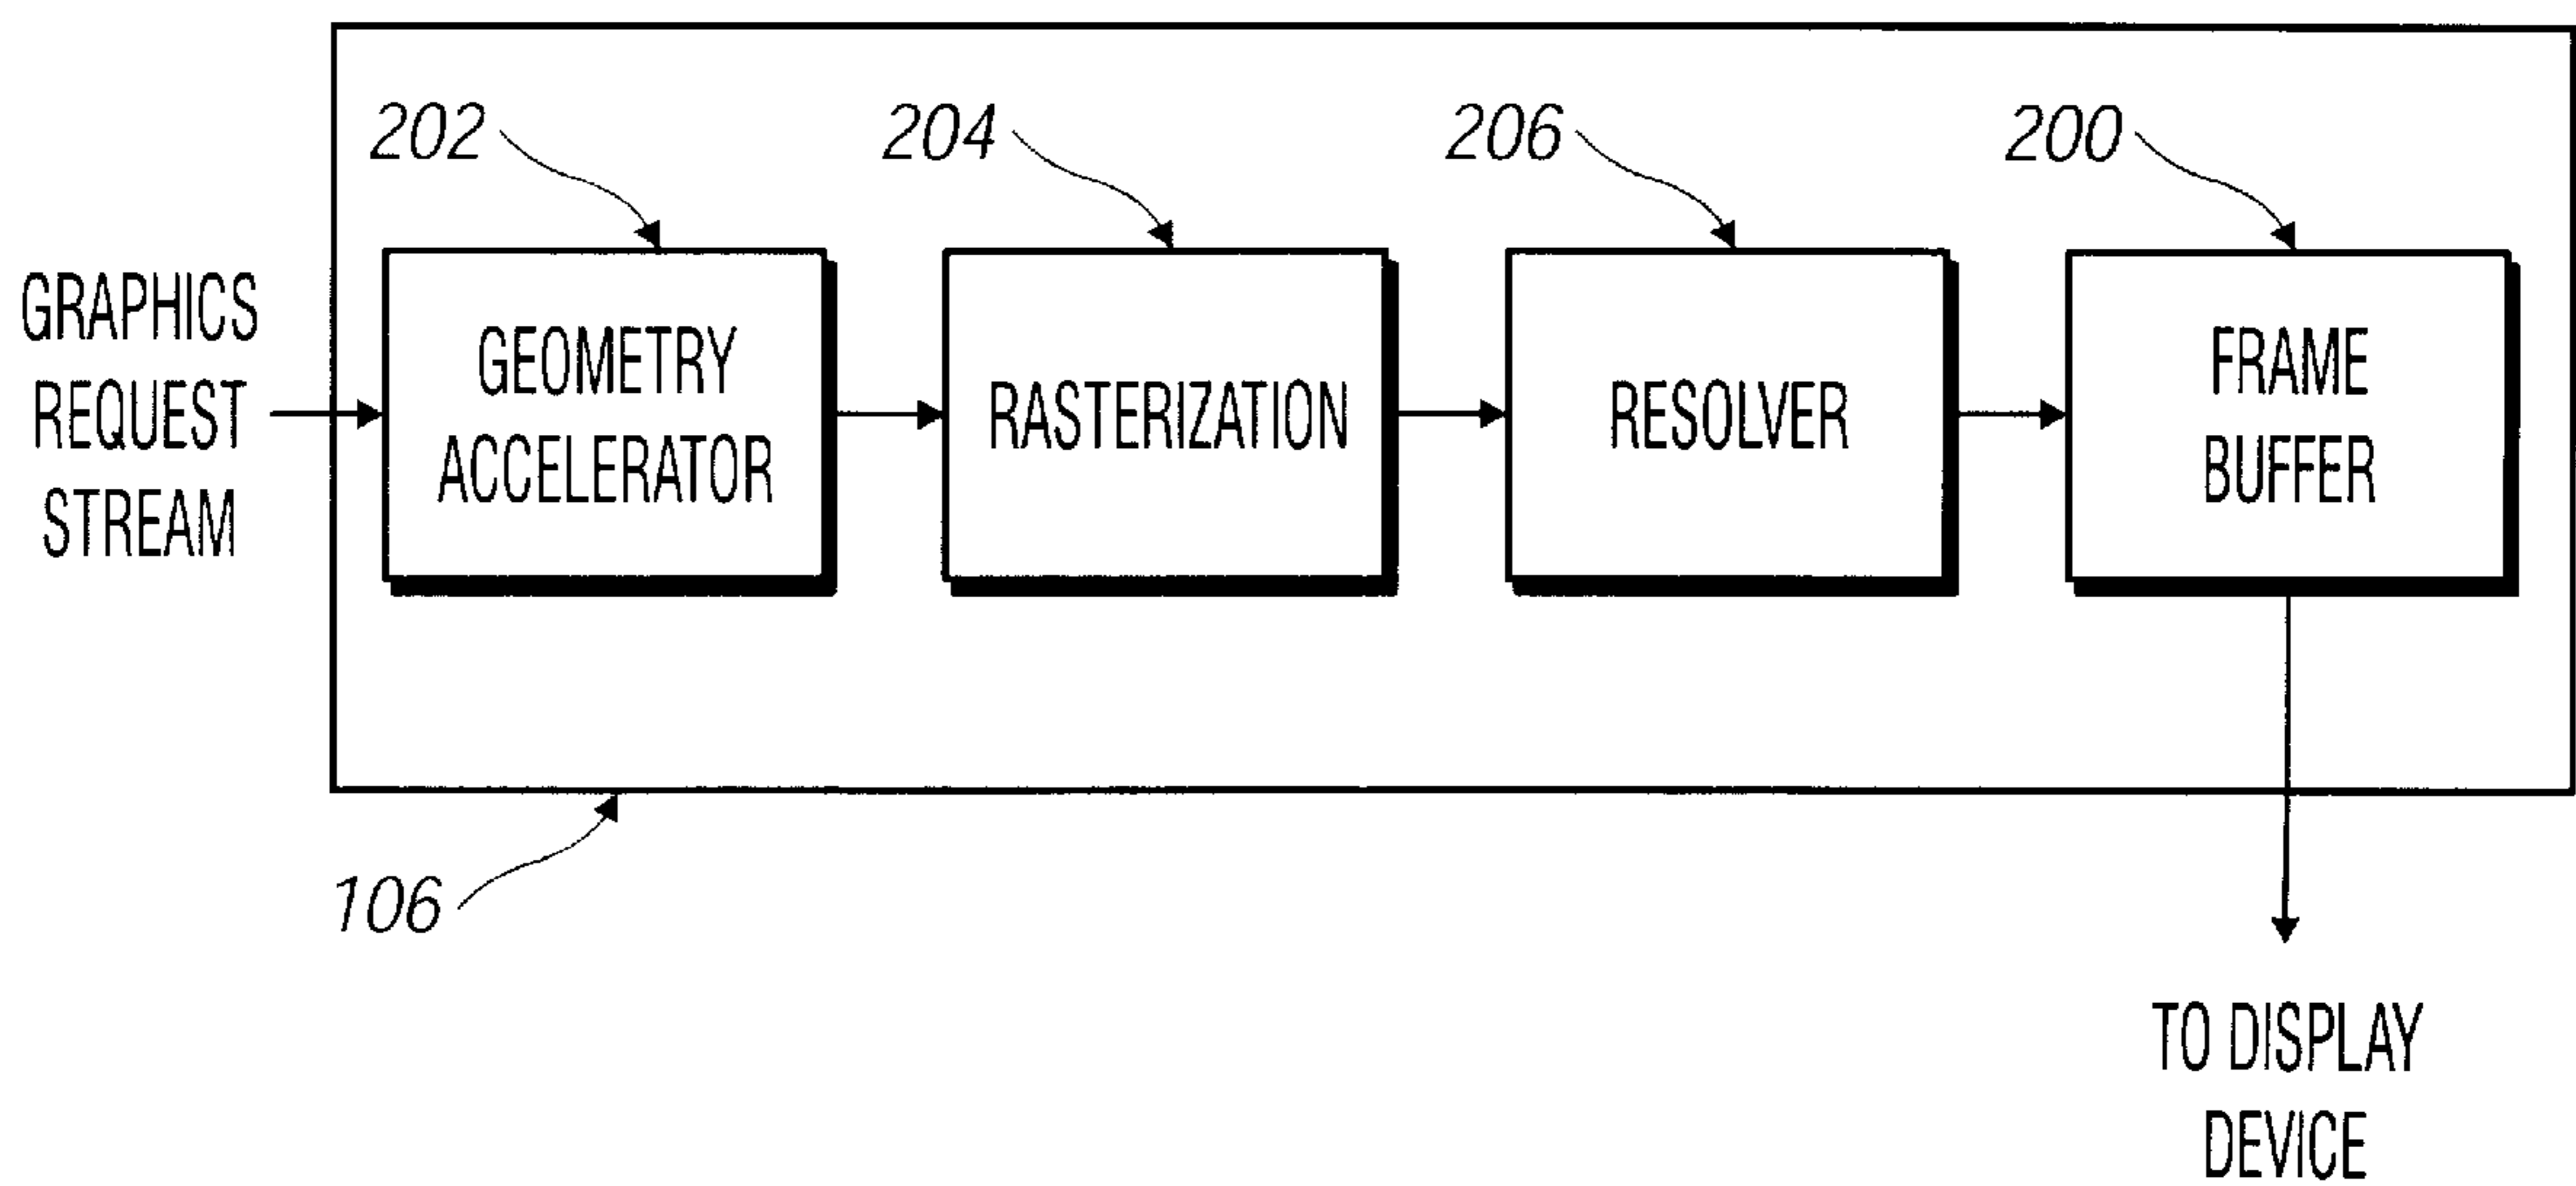 202
204
206
200
GRAPHICS
REQUEST
STREAM
GEOMETRY
ACCELERATOR
RASTERIZATION
RESOLVER
FRAME
BUFFER
106
TO DISPLAY
DEVICE